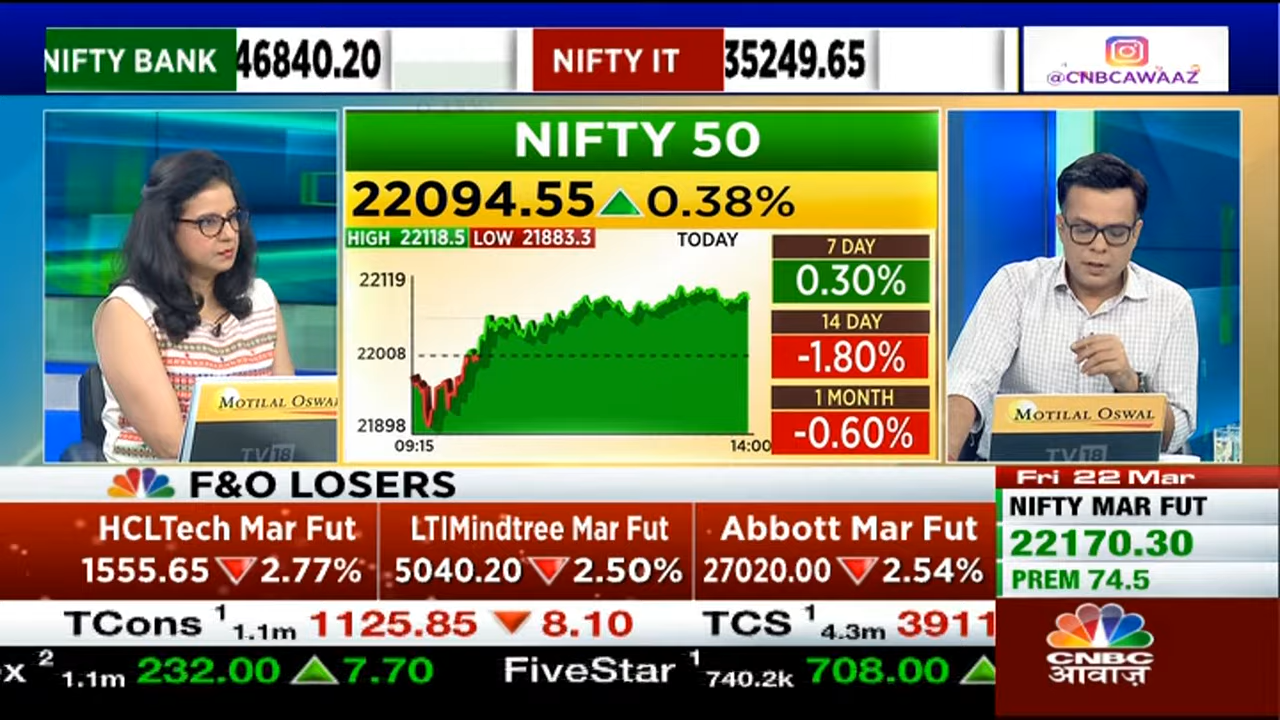 NIFTY BANK 46840.20 NIFTY IT 35249.65
@CNBCAWAAZ
NIFTY 50
22094.55 0.38%
HIGH 22118.5 LOW 21883.3 TODAY
22119
22008
21898
09:15 14:00
7 DAY
0.30%
14 DAY
-1.80%
1 MONTH
-0.60%
MOTILAL OSWAL
TV18
MOTILAL OSWAL
TV18
F&O LOSERS
HCLTech Mar Fut
1555.65 2.77%
LTIMindtree Mar Fut
5040.20 2.50%
Abbott Mar Fut
27020.00 2.54%
Fri 22 Mar
NIFTY MAR FUT
22170.30
PREM 74.5
TCons 1 1.1m 1125.85 8.10 TCS 1 4.3m 3911
x 2 1.1m 232.00 7.70 FiveStar 1 740.2k 708.00
CNBC
आवाज़